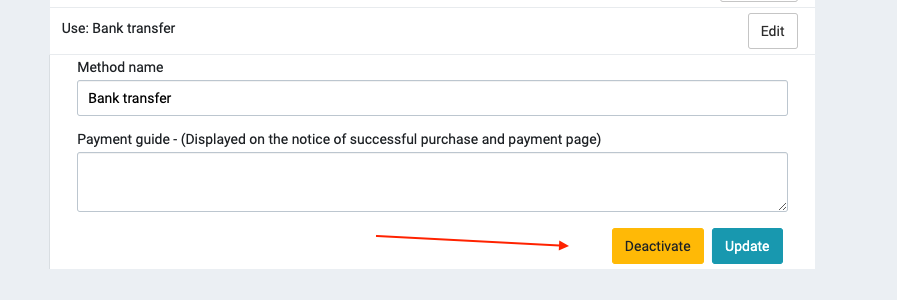 Use: Bank transfer
Edit
Method name
Bank transfer
Payment guide - (Displayed on the notice of successful purchase and payment page)
Deactivate
Update